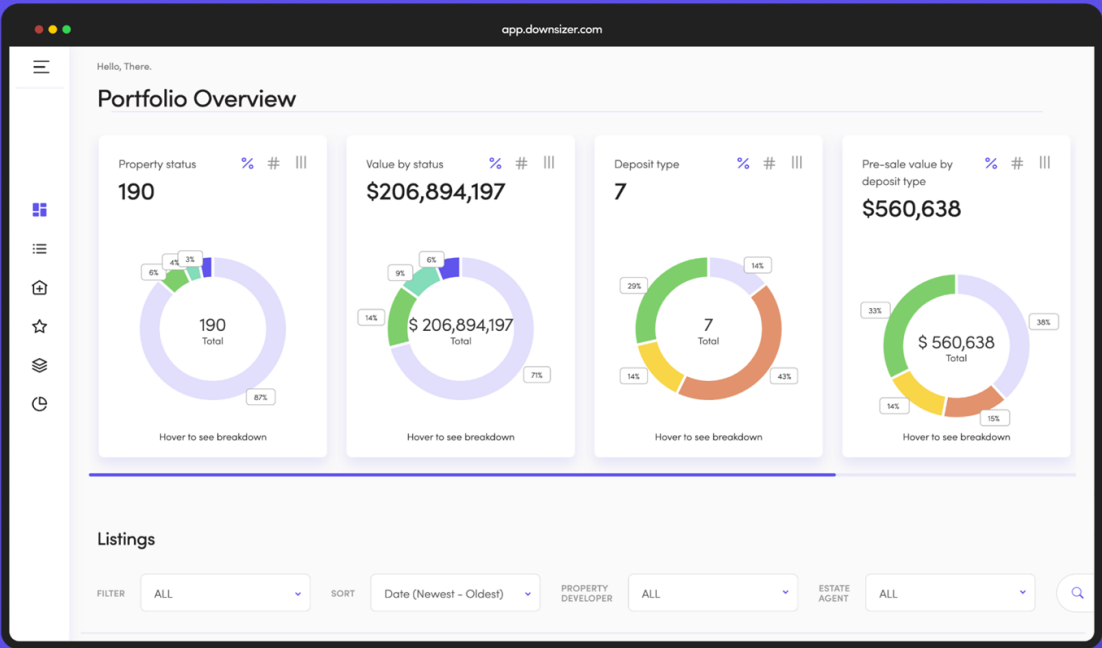 app.downsizer.com
Hello, There.
Portfolio Overview
Property status
% #
190
6%
4%
3%
190
Total
87%
Hover to see breakdown
Value by status
% #
$206,894,197
14%
9%
6%
$ 206,894,197
Total
71%
Hover to see breakdown
Deposit type
% #
7
29%
14%
7
Total
14%
43%
Hover to see breakdown
Pre-sale value by
deposit type
% #
$560,638
33%
38%
$ 560,638
Total
14%
15%
Hover to see breakdown
Listings
FILTER
ALL
SORT
Date (Newest - Oldest)
PROPERTY
DEVELOPER
ALL
ESTATE
AGENT
ALL